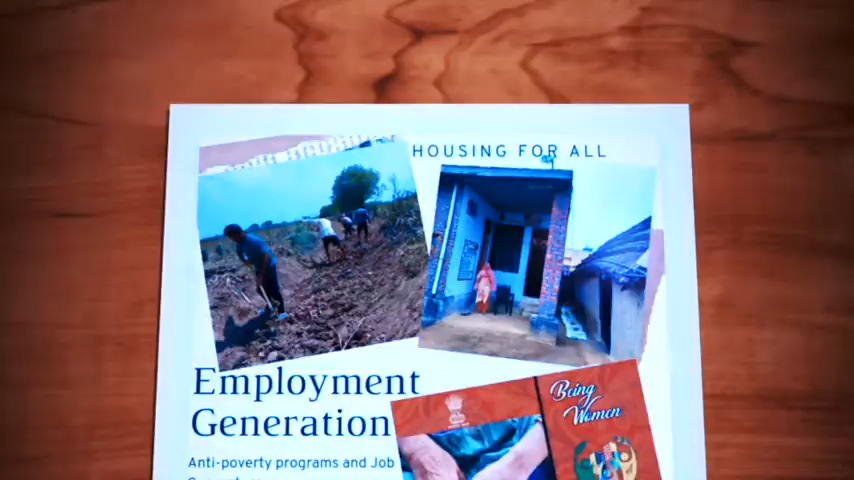 HOUSING FOR ALL
Employment
Generation
Being
Women
Anti-poverty programs and Job